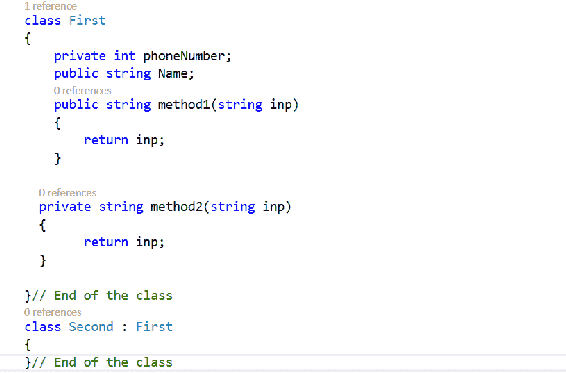 1 reference
class First
{
private int phoneNumber;
public string Name;
0 references
public string method1(string inp)
{
return inp;
}
0 references
private string method2(string inp)
{
return inp;
}
}// End of the class
0 references
class Second : First
{
}// End of the class